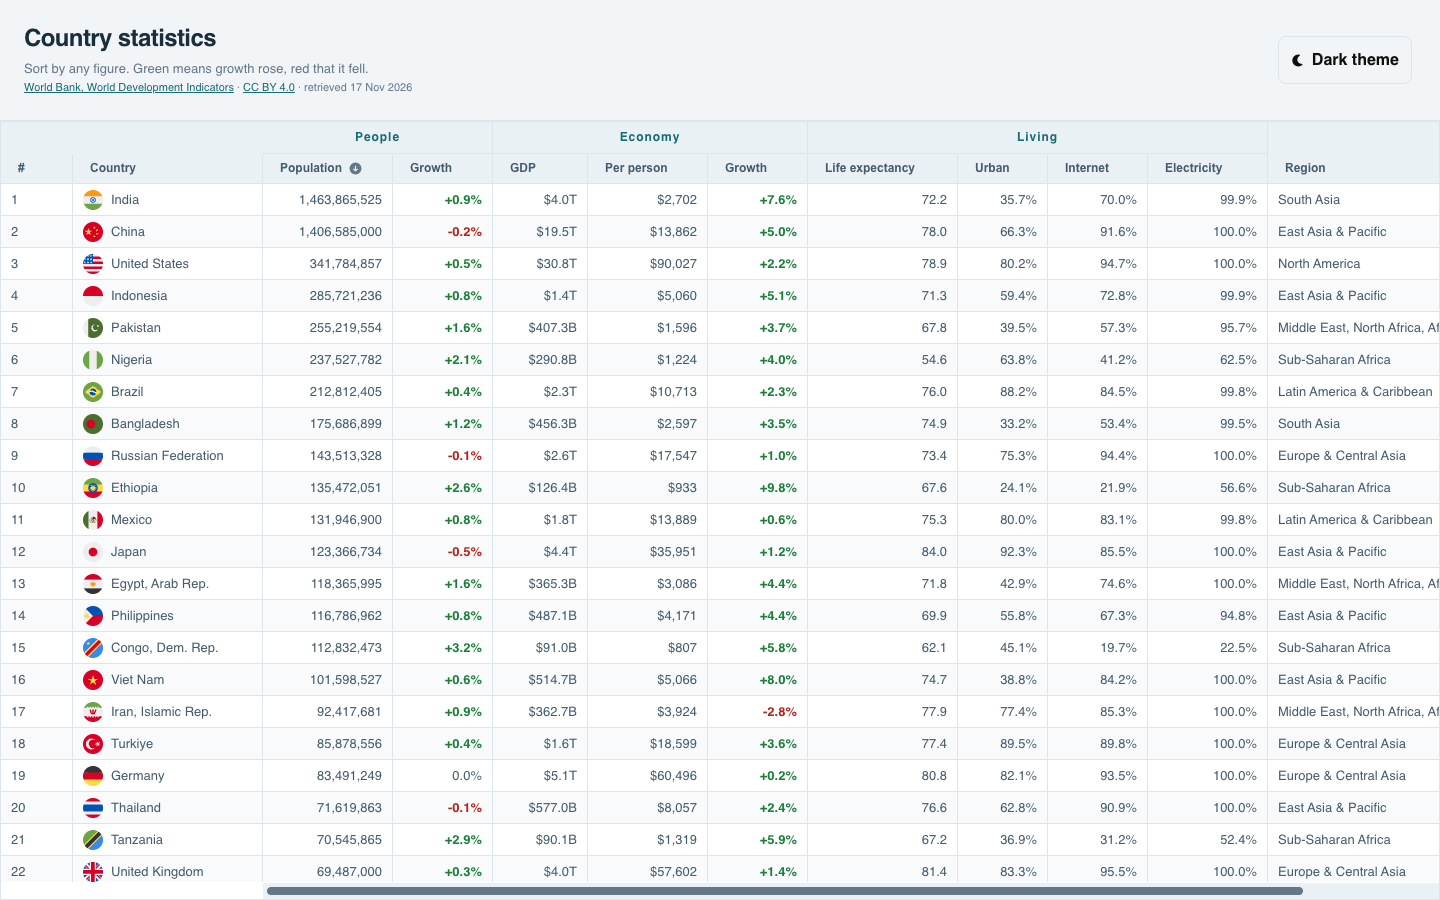 Country statistics
Sort by any figure. Green means growth rose, red that it fell.
World Bank, World Development Indicators · CC BY 4.0 · retrieved 17 Nov 2026
Dark theme
People Economy Living
# Country Population Growth GDP Per person Growth Life expectancy Urban Internet Electricity Region
1 India 1,463,865,525 +0.9% $4.0T $2,702 +7.6% 72.2 35.7% 70.0% 99.9% South Asia
2 China 1,406,585,000 -0.2% $19.5T $13,862 +5.0% 78.0 66.3% 91.6% 100.0% East Asia & Pacific
3 United States 341,784,857 +0.5% $30.8T $90,027 +2.2% 78.9 80.2% 94.7% 100.0% North America
4 Indonesia 285,721,236 +0.8% $1.4T $5,060 +5.1% 71.3 59.4% 72.8% 99.9% East Asia & Pacific
5 Pakistan 255,219,554 +1.6% $407.3B $1,596 +3.7% 67.8 39.5% 57.3% 95.7% Middle East, North Africa, Af
6 Nigeria 237,527,782 +2.1% $290.8B $1,224 +4.0% 54.6 63.8% 41.2% 62.5% Sub-Saharan Africa
7 Brazil 212,812,405 +0.4% $2.3T $10,713 +2.3% 76.0 88.2% 84.5% 99.8% Latin America & Caribbean
8 Bangladesh 175,686,899 +1.2% $456.3B $2,597 +3.5% 74.9 33.2% 53.4% 99.5% South Asia
9 Russian Federation 143,513,328 -0.1% $2.6T $17,547 +1.0% 73.4 75.3% 94.4% 100.0% Europe & Central Asia
10 Ethiopia 135,472,051 +2.6% $126.4B $933 +9.8% 67.6 24.1% 21.9% 56.6% Sub-Saharan Africa
11 Mexico 131,946,900 +0.8% $1.8T $13,889 +0.6% 75.3 80.0% 83.1% 99.8% Latin America & Caribbean
12 Japan 123,366,734 -0.5% $4.4T $35,951 +1.2% 84.0 92.3% 85.5% 100.0% East Asia & Pacific
13 Egypt, Arab Rep. 118,365,995 +1.6% $365.3B $3,086 +4.4% 71.8 42.9% 74.6% 100.0% Middle East, North Africa, Af
14 Philippines 116,786,962 +0.8% $487.1B $4,171 +4.4% 69.9 55.8% 67.3% 94.8% East Asia & Pacific
15 Congo, Dem. Rep. 112,832,473 +3.2% $91.0B $807 +5.8% 62.1 45.1% 19.7% 22.5% Sub-Saharan Africa
16 Viet Nam 101,598,527 +0.6% $514.7B $5,066 +8.0% 74.7 38.8% 84.2% 100.0% East Asia & Pacific
17 Iran, Islamic Rep. 92,417,681 +0.9% $362.7B $3,924 -2.8% 77.9 77.4% 85.3% 100.0% Middle East, North Africa, Af
18 Turkiye 85,878,556 +0.4% $1.6T $18,599 +3.6% 77.4 89.5% 89.8% 100.0% Europe & Central Asia
19 Germany 83,491,249 0.0% $5.1T $60,496 +0.2% 80.8 82.1% 93.5% 100.0% Europe & Central Asia
20 Thailand 71,619,863 -0.1% $577.0B $8,057 +2.4% 76.6 62.8% 90.9% 100.0% East Asia & Pacific
21 Tanzania 70,545,865 +2.9% $90.1B $1,319 +5.9% 67.2 36.9% 31.2% 52.4% Sub-Saharan Africa
22 United Kingdom 69,487,000 +0.3% $4.0T $57,602 +1.4% 81.4 83.3% 95.5% 100.0% Europe & Central Asia